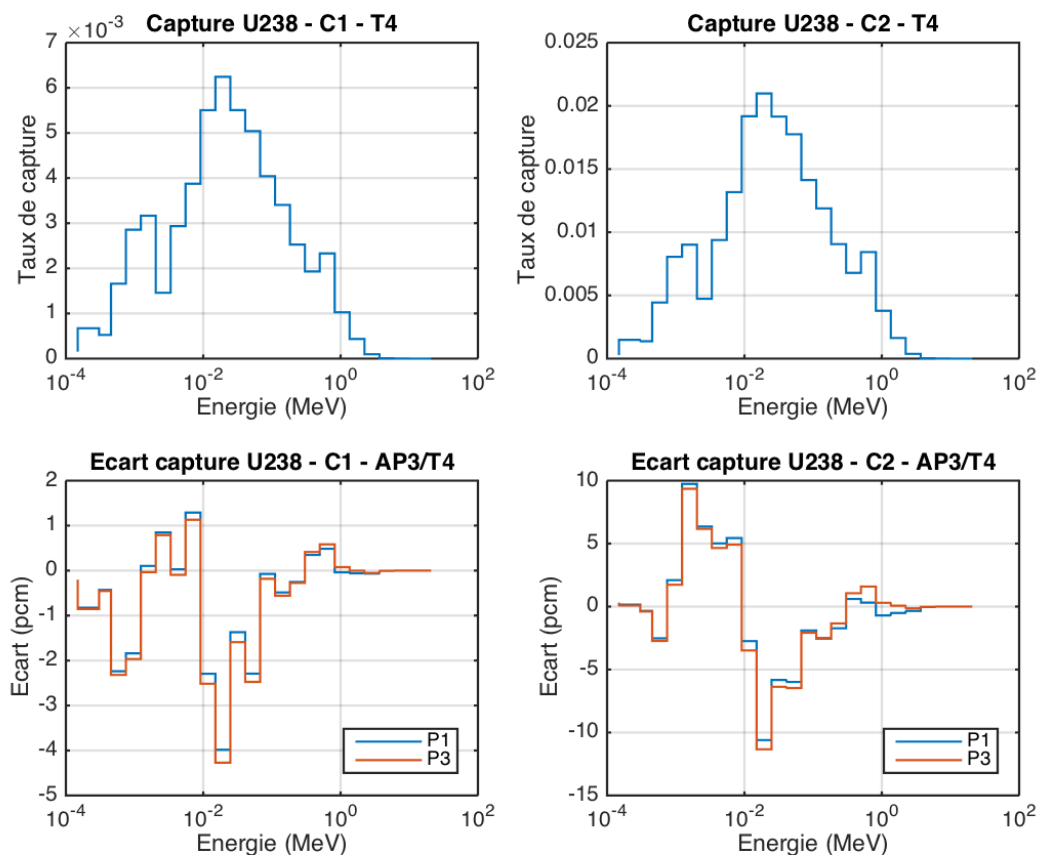 Capture U238 - C1 - T4
×10-3
7
6
5
4
3
2
1
0
Taux de capture
10-4
10-2
100
102
Energie (MeV)
Capture U238 - C2 - T4
0.025
0.02
0.015
0.01
0.005
0
Taux de capture
10-4
10-2
100
102
Energie (MeV)
Ecart capture U238 - C1 - AP3/T4
2
1
0
-1
-2
-3
-4
-5
Ecart (pcm)
P1
P3
10-4
10-2
100
102
Energie (MeV)
Ecart capture U238 - C2 - AP3/T4
10
5
0
-5
-10
-15
Ecart (pcm)
P1
P3
10-4
10-2
100
102
Energie (MeV)